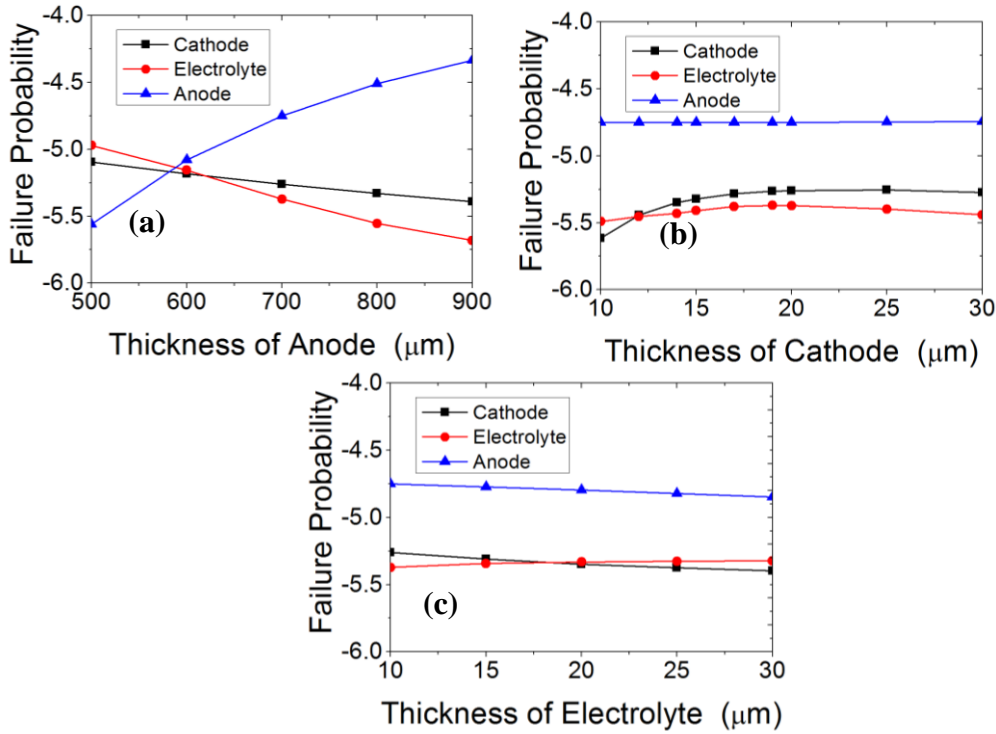 -4.0
-4.5
-5.0
-5.5
-6.0
Failure Probability
Cathode
Electrolyte
Anode
(a)
500 600 700 800 900
Thickness of Anode (μm)
-4.0
-4.5
-5.0
-5.5
-6.0
Failure Probability
Cathode
Electrolyte
Anode
(b)
10 15 20 25 30
Thickness of Cathode (μm)
-4.0
-4.5
-5.0
-5.5
-6.0
Failure Probability
Cathode
Electrolyte
Anode
(c)
10 15 20 25 30
Thickness of Electrolyte (μm)